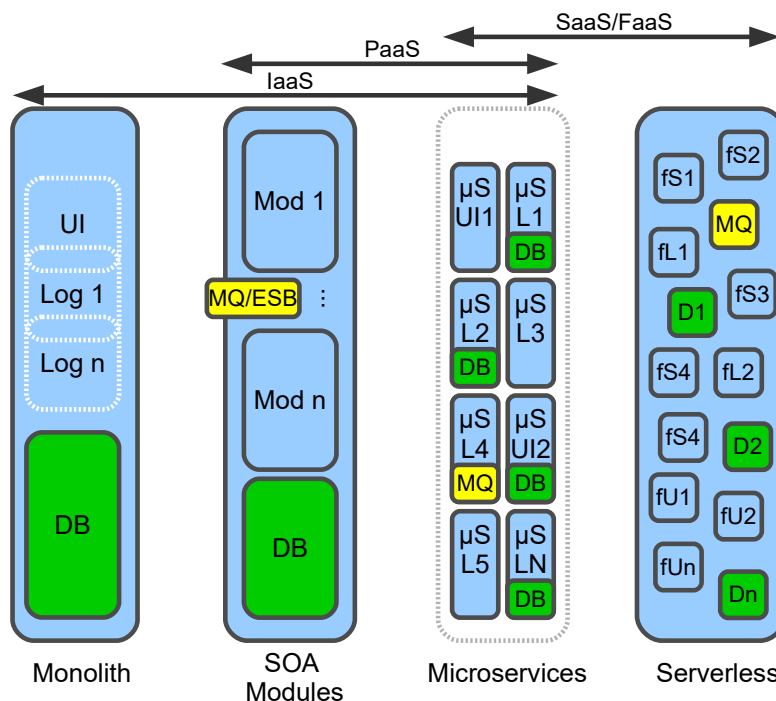 SaaS/FaaS
PaaS
IaaS
UI
Log 1
Log n
DB
Monolith
Mod 1
MQ/ESB
⋮
Mod n
DB
SOA
Modules
µS
UI1
µS
L1
DB
µS
L2
DB
µS
L3
µS
L4
MQ
µS
UI2
DB
µS
L5
µS
LN
DB
Microservices
fS1
fS2
MQ
fL1
fS3
D1
fS4
fL2
fS4
D2
fU1
fU2
fUn
Dn
Serverless